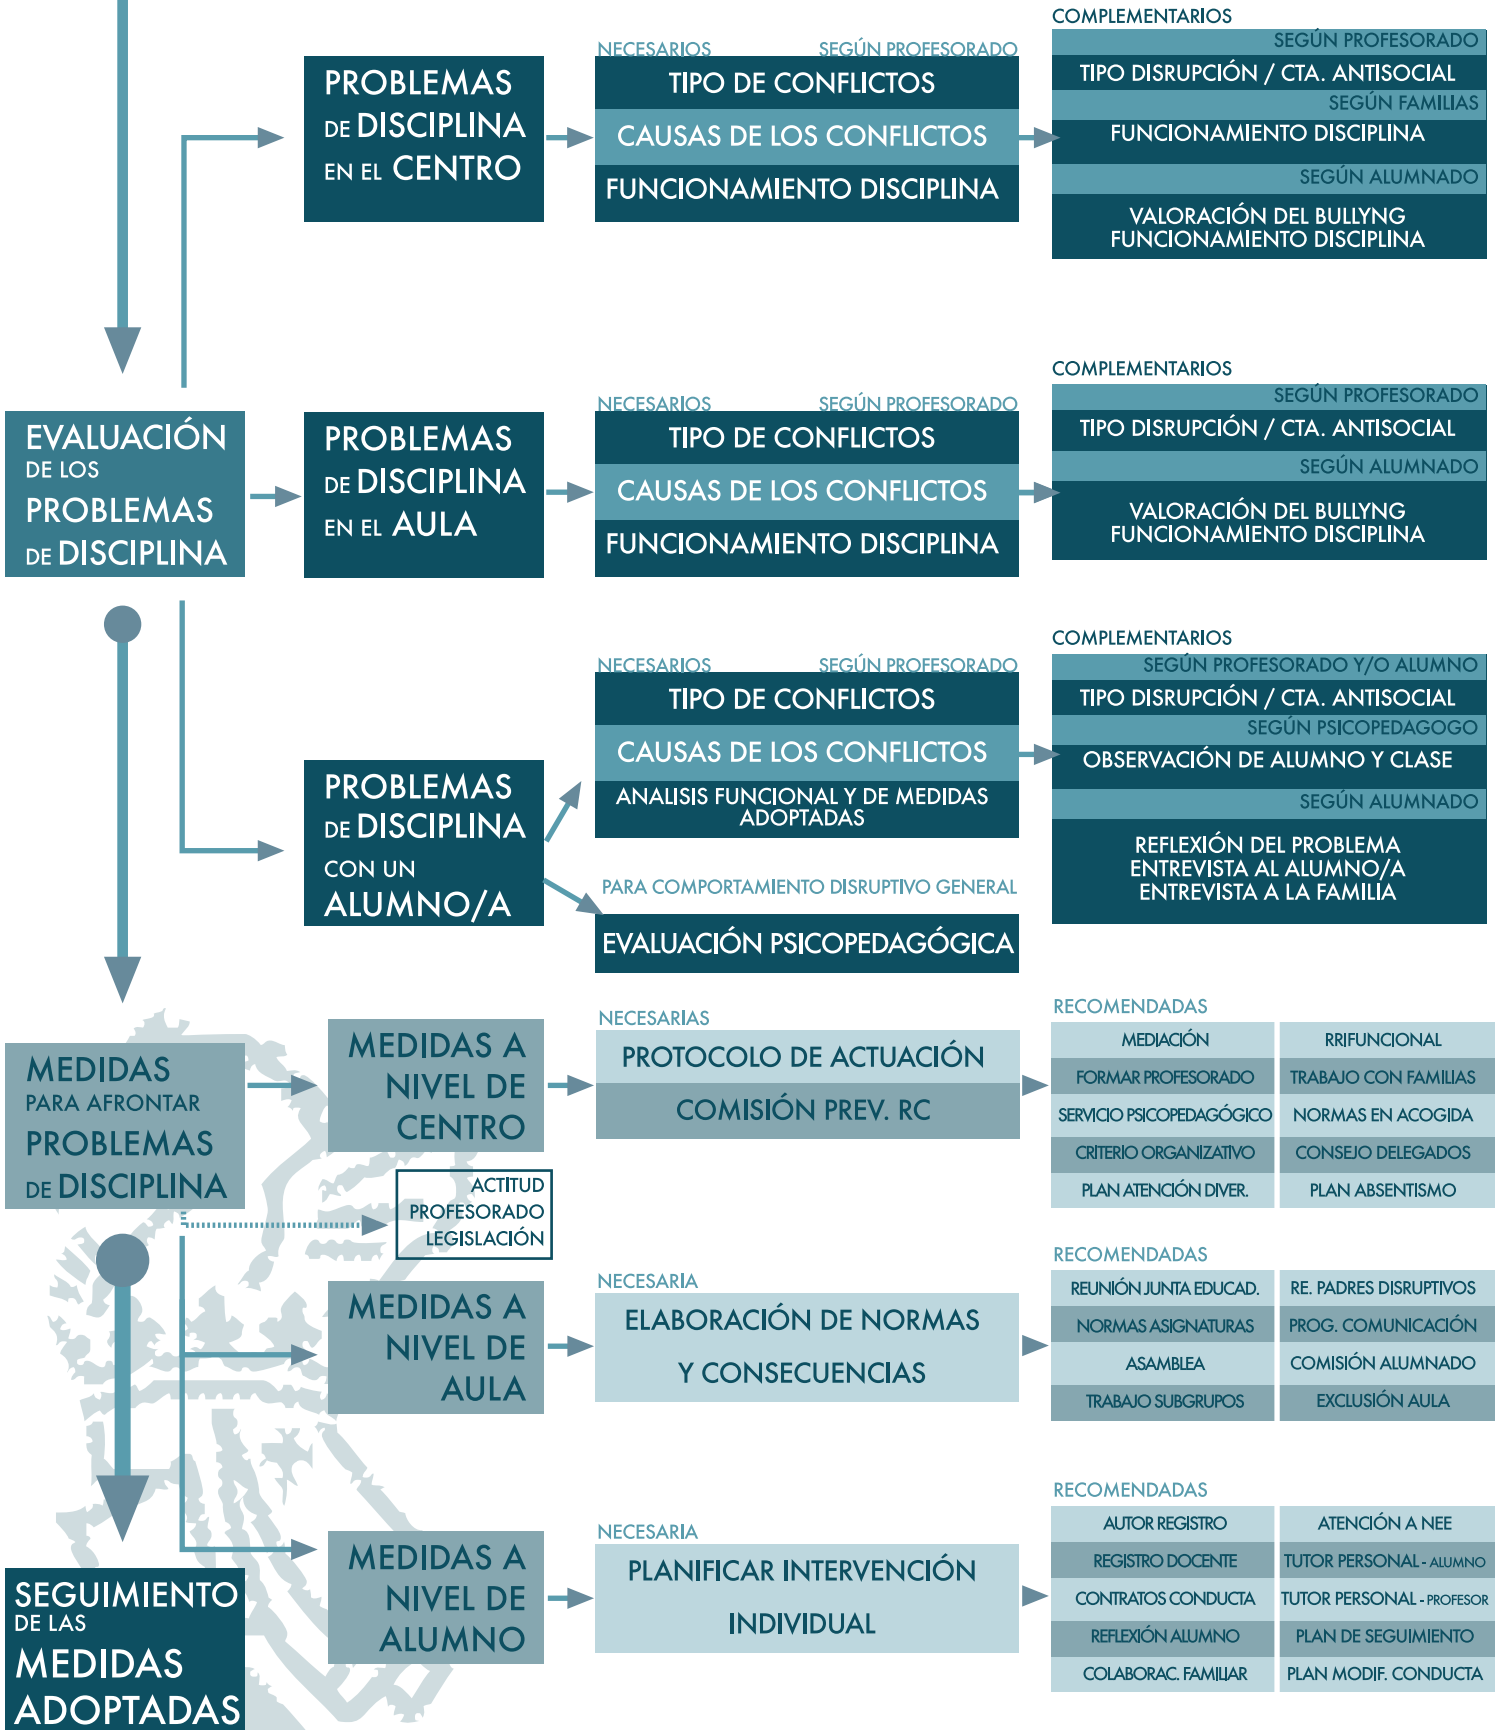 COMPLEMENTARIOS
NECESARIOS SEGÚN PROFESORADO
SEGÚN PROFESORADO
PROBLEMAS
DE DISCIPLINA
EN EL CENTRO
TIPO DE CONFLICTOS
CAUSAS DE LOS CONFLICTOS
FUNCIONAMIENTO DISCIPLINA
TIPO DISRUPCIÓN / CTA. ANTISOCIAL
SEGÚN FAMILIAS
FUNCIONAMIENTO DISCIPLINA
SEGÚN ALUMNADO
VALORACIÓN DEL BULLYNG
FUNCIONAMIENTO DISCIPLINA
EVALUACIÓN
DE LOS
PROBLEMAS
DE DISCIPLINA
PROBLEMAS
DE DISCIPLINA
EN EL AULA
NECESARIOS SEGÚN PROFESORADO
TIPO DE CONFLICTOS
CAUSAS DE LOS CONFLICTOS
FUNCIONAMIENTO DISCIPLINA
COMPLEMENTARIOS
SEGÚN PROFESORADO
TIPO DISRUPCIÓN / CTA. ANTISOCIAL
SEGÚN ALUMNADO
VALORACIÓN DEL BULLYNG
FUNCIONAMIENTO DISCIPLINA
PROBLEMAS
DE DISCIPLINA
CON UN
ALUMNO/A
NECESARIOS SEGÚN PROFESORADO
TIPO DE CONFLICTOS
CAUSAS DE LOS CONFLICTOS
ANALISIS FUNCIONAL Y DE MEDIDAS
ADOPTADAS
PARA COMPORTAMIENTO DISRUPTIVO GENERAL
EVALUACIÓN PSICOPEDAGÓGICA
COMPLEMENTARIOS
SEGÚN PROFESORADO Y/O ALUMNO
TIPO DISRUPCIÓN / CTA. ANTISOCIAL
SEGÚN PSICOPEDAGOGO
OBSERVACIÓN DE ALUMNO Y CLASE
SEGÚN ALUMNADO
REFLEXIÓN DEL PROBLEMA
ENTREVISTA AL ALUMNO/A
ENTREVISTA A LA FAMILIA
MEDIDAS
PARA AFRONTAR
PROBLEMAS
DE DISCIPLINA
MEDIDAS A
NIVEL DE
CENTRO
NECESARIAS
PROTOCOLO DE ACTUACIÓN
COMISIÓN PREV. RC
RECOMENDADAS
MEDIACIÓN RRIFUNCIONAL
FORMAR PROFESORADO TRABAJO CON FAMILIAS
SERVICIO PSICOPEDAGÓGICO NORMAS EN ACOGIDA
CRITERIO ORGANIZATIVO CONSEJO DELEGADOS
PLAN ATENCIÓN DIVER. PLAN ABSENTISMO
ACTITUD
PROFESORADO
LEGISLACIÓN
MEDIDAS A
NIVEL DE
AULA
NECESARIA
ELABORACIÓN DE NORMAS
Y CONSECUENCIAS
RECOMENDADAS
REUNIÓN JUNTA EDUCAD. RE. PADRES DISRUPTIVOS
NORMAS ASIGNATURAS PROG. COMUNICACIÓN
ASAMBLEA COMISIÓN ALUMNADO
TRABAJO SUBGRUPOS EXCLUSIÓN AULA
MEDIDAS A
NIVEL DE
ALUMNO
NECESARIA
PLANIFICAR INTERVENCIÓN
INDIVIDUAL
RECOMENDADAS
AUTOR REGISTRO ATENCIÓN A NEE
REGISTRO DOCENTE TUTOR PERSONAL - ALUMNO
CONTRATOS CONDUCTA TUTOR PERSONAL - PROFESOR
REFLEXIÓN ALUMNO PLAN DE SEGUIMIENTO
COLABORAC. FAMILIAR PLAN MODIF. CONDUCTA
SEGUIMIENTO
DE LAS
MEDIDAS
ADOPTADAS